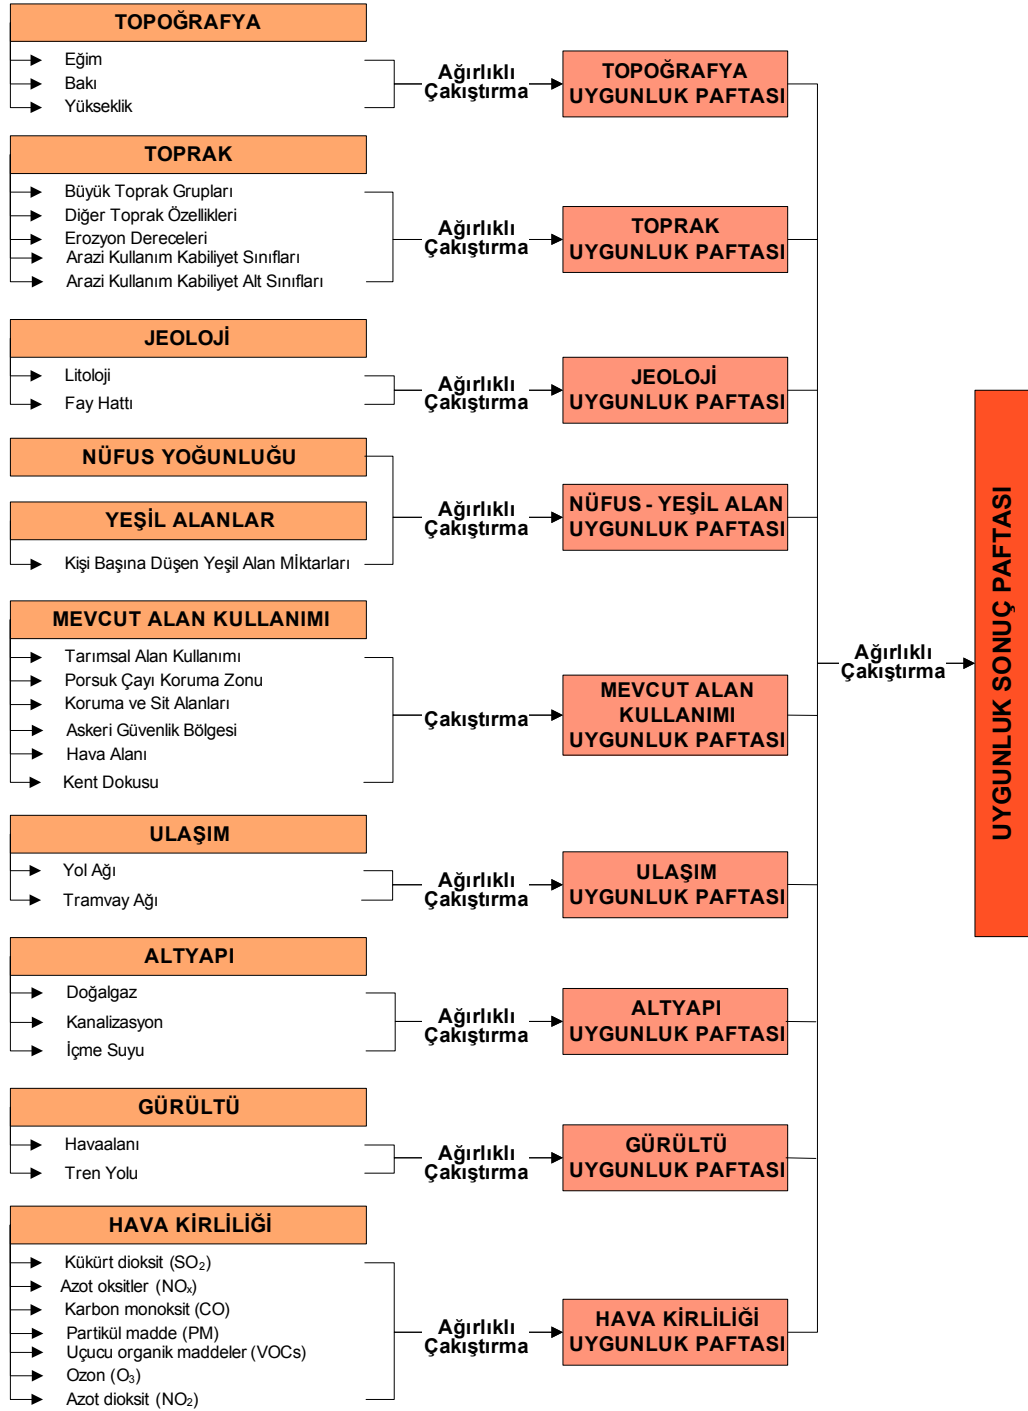 TOPOĞRAFYA
Eğim
Bakı
Yükseklik
Ağırlıklı
Çakıştırma
TOPOĞRAFYA
UYGUNLUK PAFTASI
TOPRAK
Büyük Toprak Grupları
Diğer Toprak Özellikleri
Erozyon Dereceleri
Arazi Kullanım Kabiliyet Sınıfları
Arazi Kullanım Kabiliyet Alt Sınıfları
Ağırlıklı
Çakıştırma
TOPRAK
UYGUNLUK PAFTASI
JEOLOJİ
Litoloji
Fay Hattı
Ağırlıklı
Çakıştırma
JEOLOJİ
UYGUNLUK PAFTASI
NÜFUS YOĞUNLUĞU
YEŞİL ALANLAR
Kişi Başına Düşen Yeşil Alan Mİktarları
Ağırlıklı
Çakıştırma
NÜFUS - YEŞİL ALAN
UYGUNLUK PAFTASI
MEVCUT ALAN KULLANIMI
Tarımsal Alan Kullanımı
Porsuk Çayı Koruma Zonu
Koruma ve Sit Alanları
Askeri Güvenlik Bölgesi
Hava Alanı
Kent Dokusu
Çakıştırma
MEVCUT ALAN
KULLANIMI
UYGUNLUK PAFTASI
ULAŞIM
Yol Ağı
Tramvay Ağı
Ağırlıklı
Çakıştırma
ULAŞIM
UYGUNLUK PAFTASI
ALTYAPI
Doğalgaz
Kanalizasyon
İçme Suyu
Ağırlıklı
Çakıştırma
ALTYAPI
UYGUNLUK PAFTASI
GÜRÜLTÜ
Havaalanı
Tren Yolu
Ağırlıklı
Çakıştırma
GÜRÜLTÜ
UYGUNLUK PAFTASI
HAVA KİRLİLİĞİ
Kükürt dioksit (SO₂)
Azot oksitler (NOₓ)
Karbon monoksit (CO)
Partikül madde (PM)
Uçucu organik maddeler (VOCs)
Ozon (O₃)
Azot dioksit (NO₂)
Ağırlıklı
Çakıştırma
HAVA KİRLİLİĞİ
UYGUNLUK PAFTASI
Ağırlıklı
Çakıştırma
UYGUNLUK SONUÇ PAFTASI